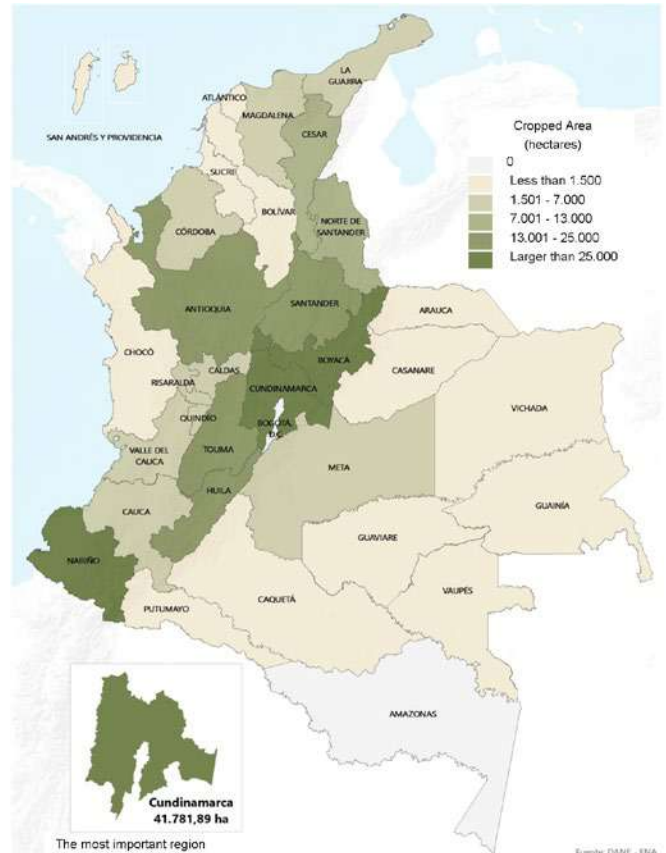 LA
GUAJIRA
ATLÁNTICO
MAGDALENA
SAN ANDRÉS Y PROVIDENCIA
CESAR
Cropped Area
(hectares)
0
Less than 1.500
1.501 - 7.000
7.001 - 13.000
13.001 - 25.000
Larger than 25.000
SUCRE
BOLÍVAR
CÓRDOBA
NORTE DE
SANTANDER
ANTIOQUIA
SANTANDER
ARAUCA
CHOCÓ
BOYACÁ
CASANARE
CALDAS
RISARALDA
CUNDINAMARCA
VICHADA
QUINDÍO
BOGOTÁ,
D.C.
VALLE DEL
CAUCA
TOLIMA
META
HUILA
CAUCA
GUAINÍA
GUAVIARE
NARIÑO
VAUPÉS
CAQUETÁ
PUTUMAYO
AMAZONAS
Cundinamarca
41.781,89 ha
The most important region
Fuente: DANE - ENA